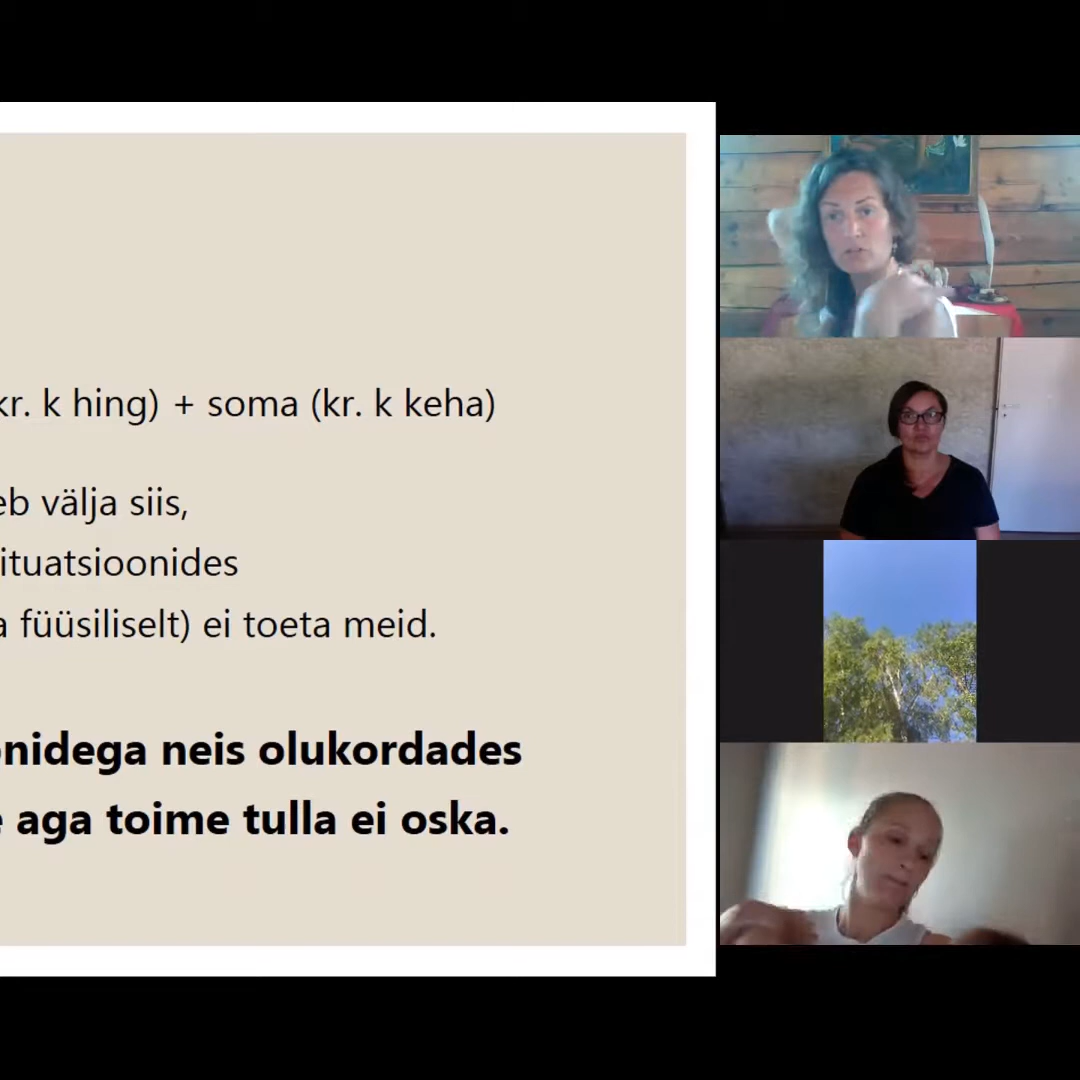 kr. k hing) + soma (kr. k keha)
eb välja siis,
ituatsioonides
a füüsiliselt) ei toeta meid.
nidega neis olukordades
e aga toime tulla ei oska.